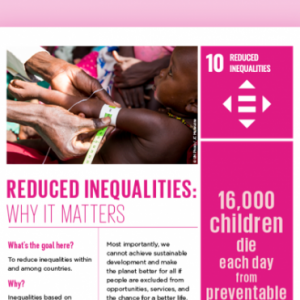 10 REDUCED
INEQUALITIES
REDUCED INEQUALITIES:
WHY IT MATTERS
What's the goal here?
To reduce inequalities within
and among countries.
Why?
Inequalities based on
Most importantly, we
cannot achieve sustainable
development and make
the planet better for all if
people are excluded from
opportunities, services, and
the chance for a better life.
16,000
children
die
each day
from
preventable